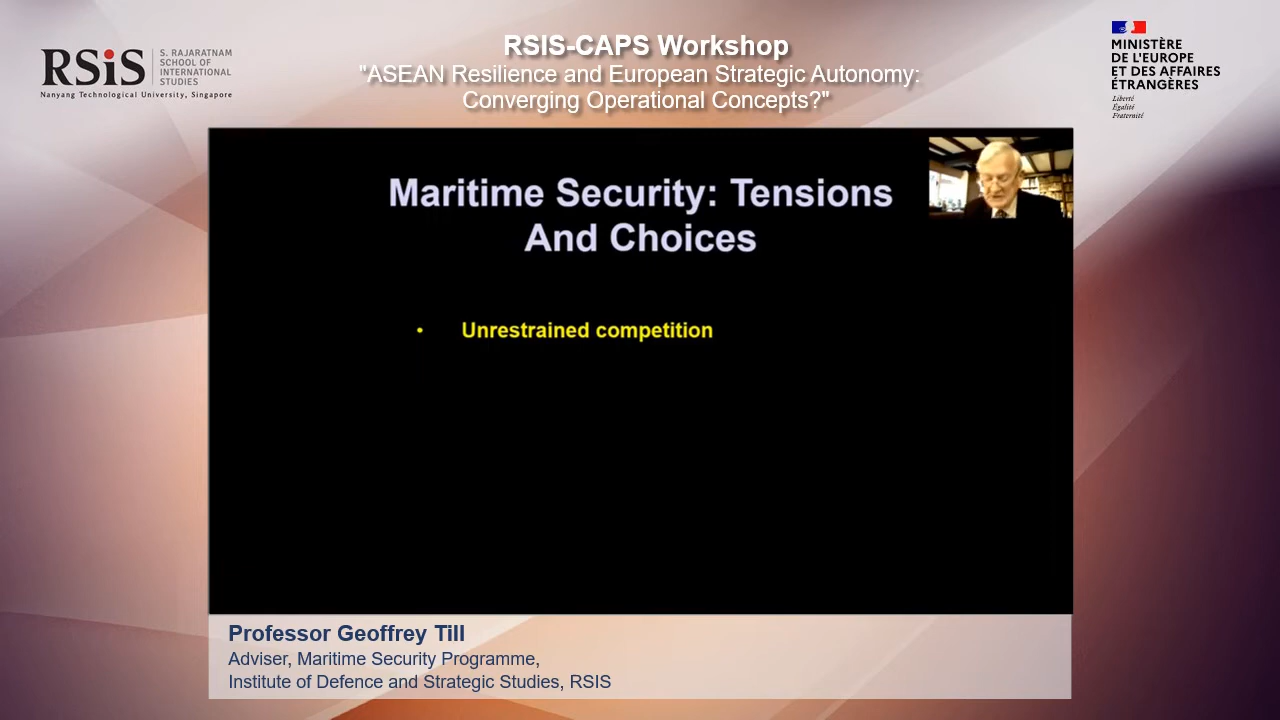 RSiS
S. RAJARATNAM
SCHOOL OF
INTERNATIONAL
STUDIES
Nanyang Technological University, Singapore
RSIS-CAPS Workshop
"ASEAN Resilience and European Strategic Autonomy:
Converging Operational Concepts?"
MINISTÈRE
DE L'EUROPE
ET DES AFFAIRES
ÉTRANGÈRES
Liberté
Égalité
Fraternité
Maritime Security: Tensions
And Choices
• Unrestrained competition
Professor Geoffrey Till
Adviser, Maritime Security Programme,
Institute of Defence and Strategic Studies, RSIS